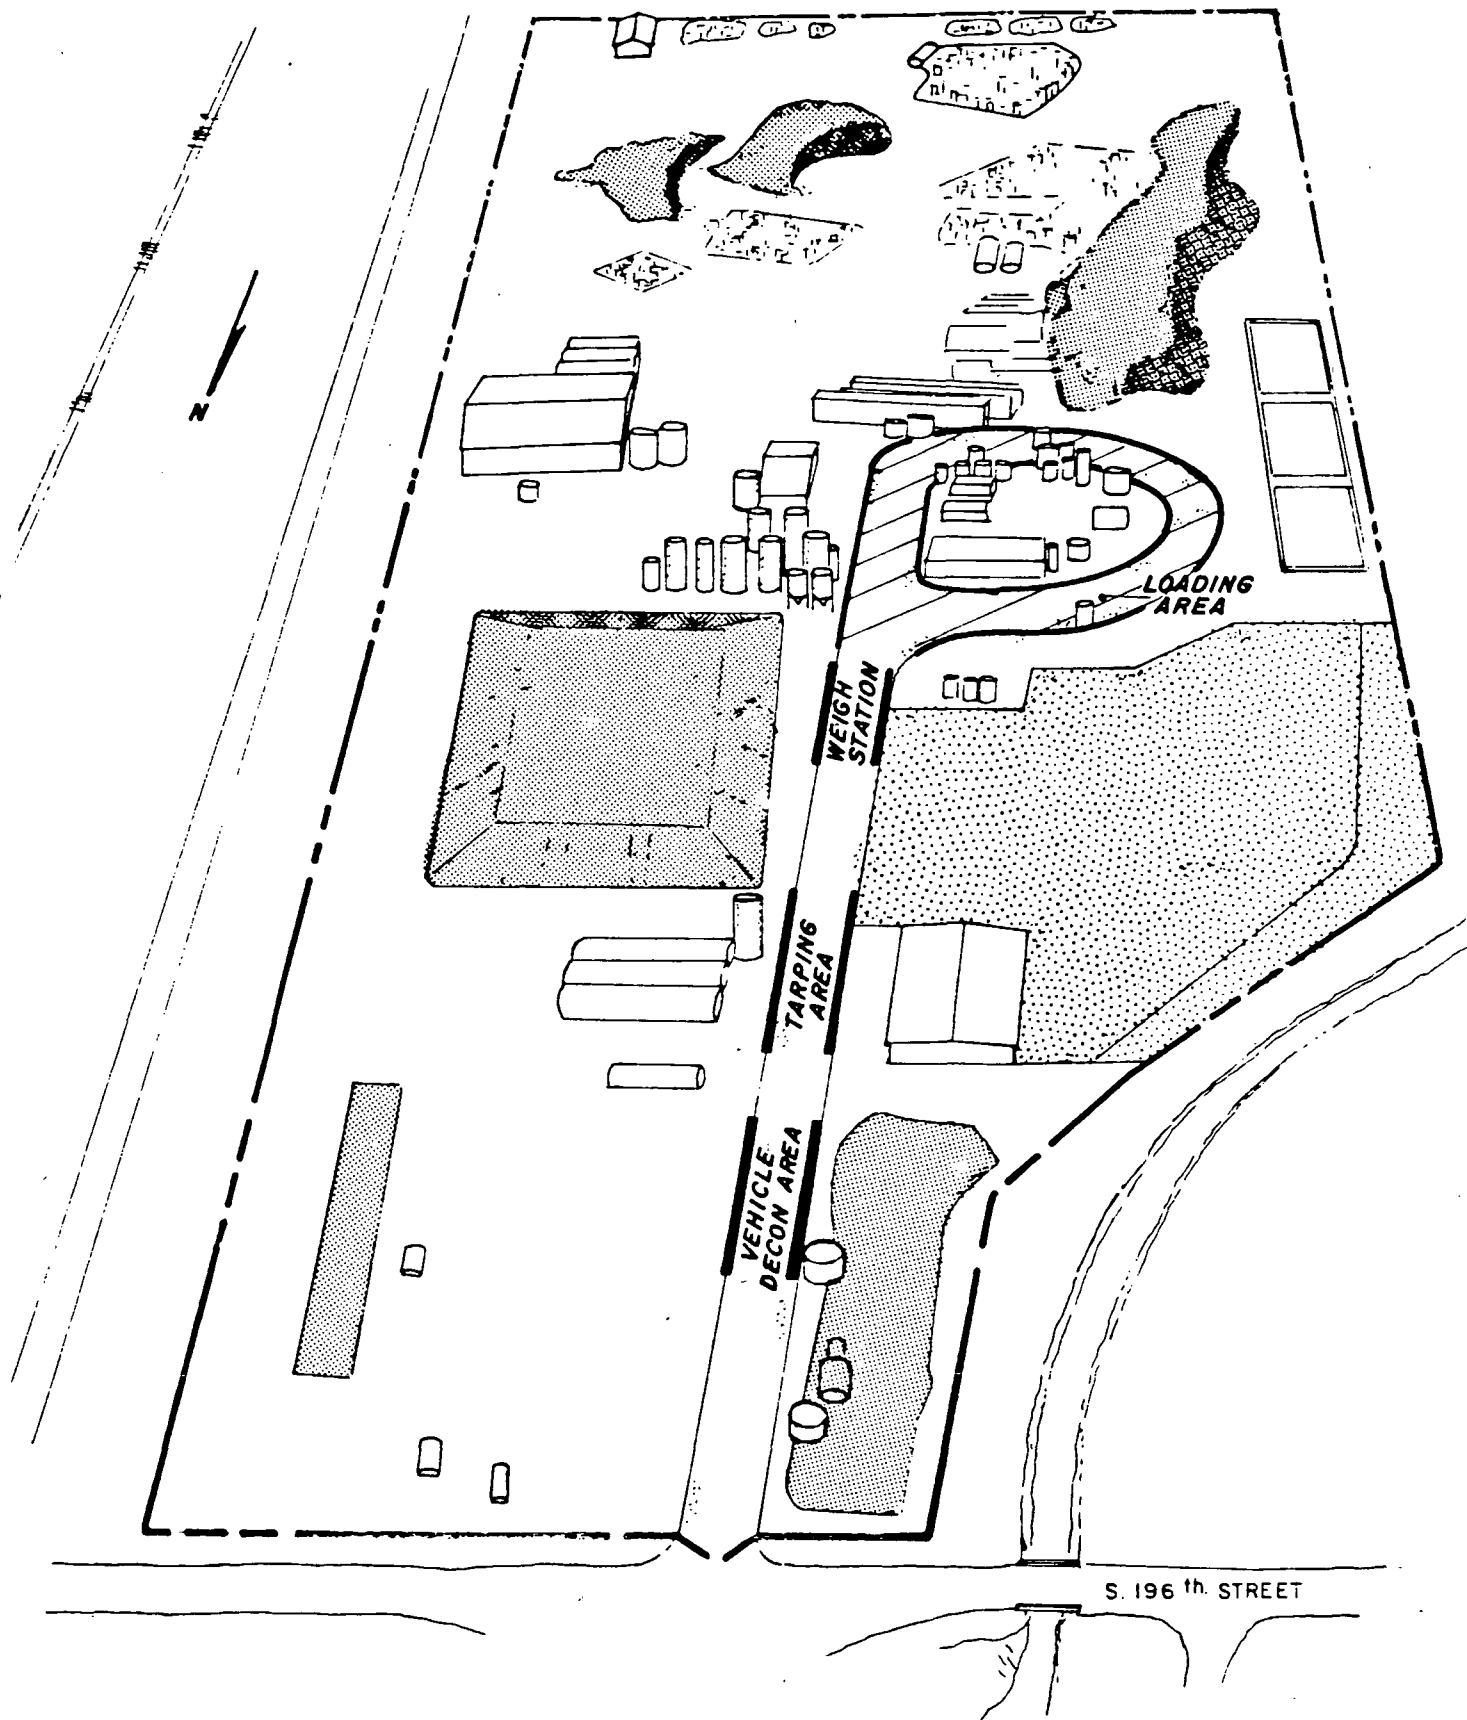 N
LOADING
AREA
WEIGH
STATION
TARPING
AREA
VEHICLE
DECON AREA
S. 196 th. STREET